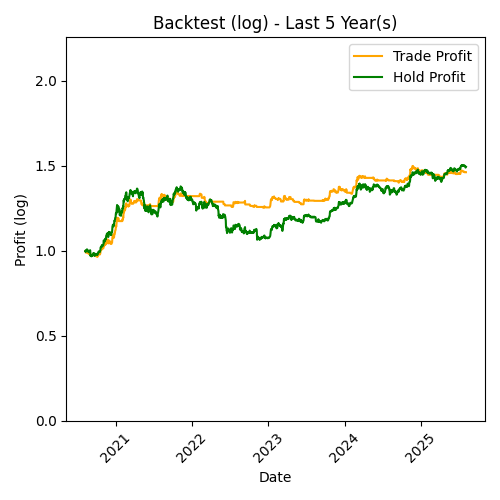 Backtest (log) - Last 5 Year(s)
Trade Profit
Hold Profit
Profit (log)
2.0
1.5
1.0
0.5
0.0
2021
2022
2023
2024
2025
Date